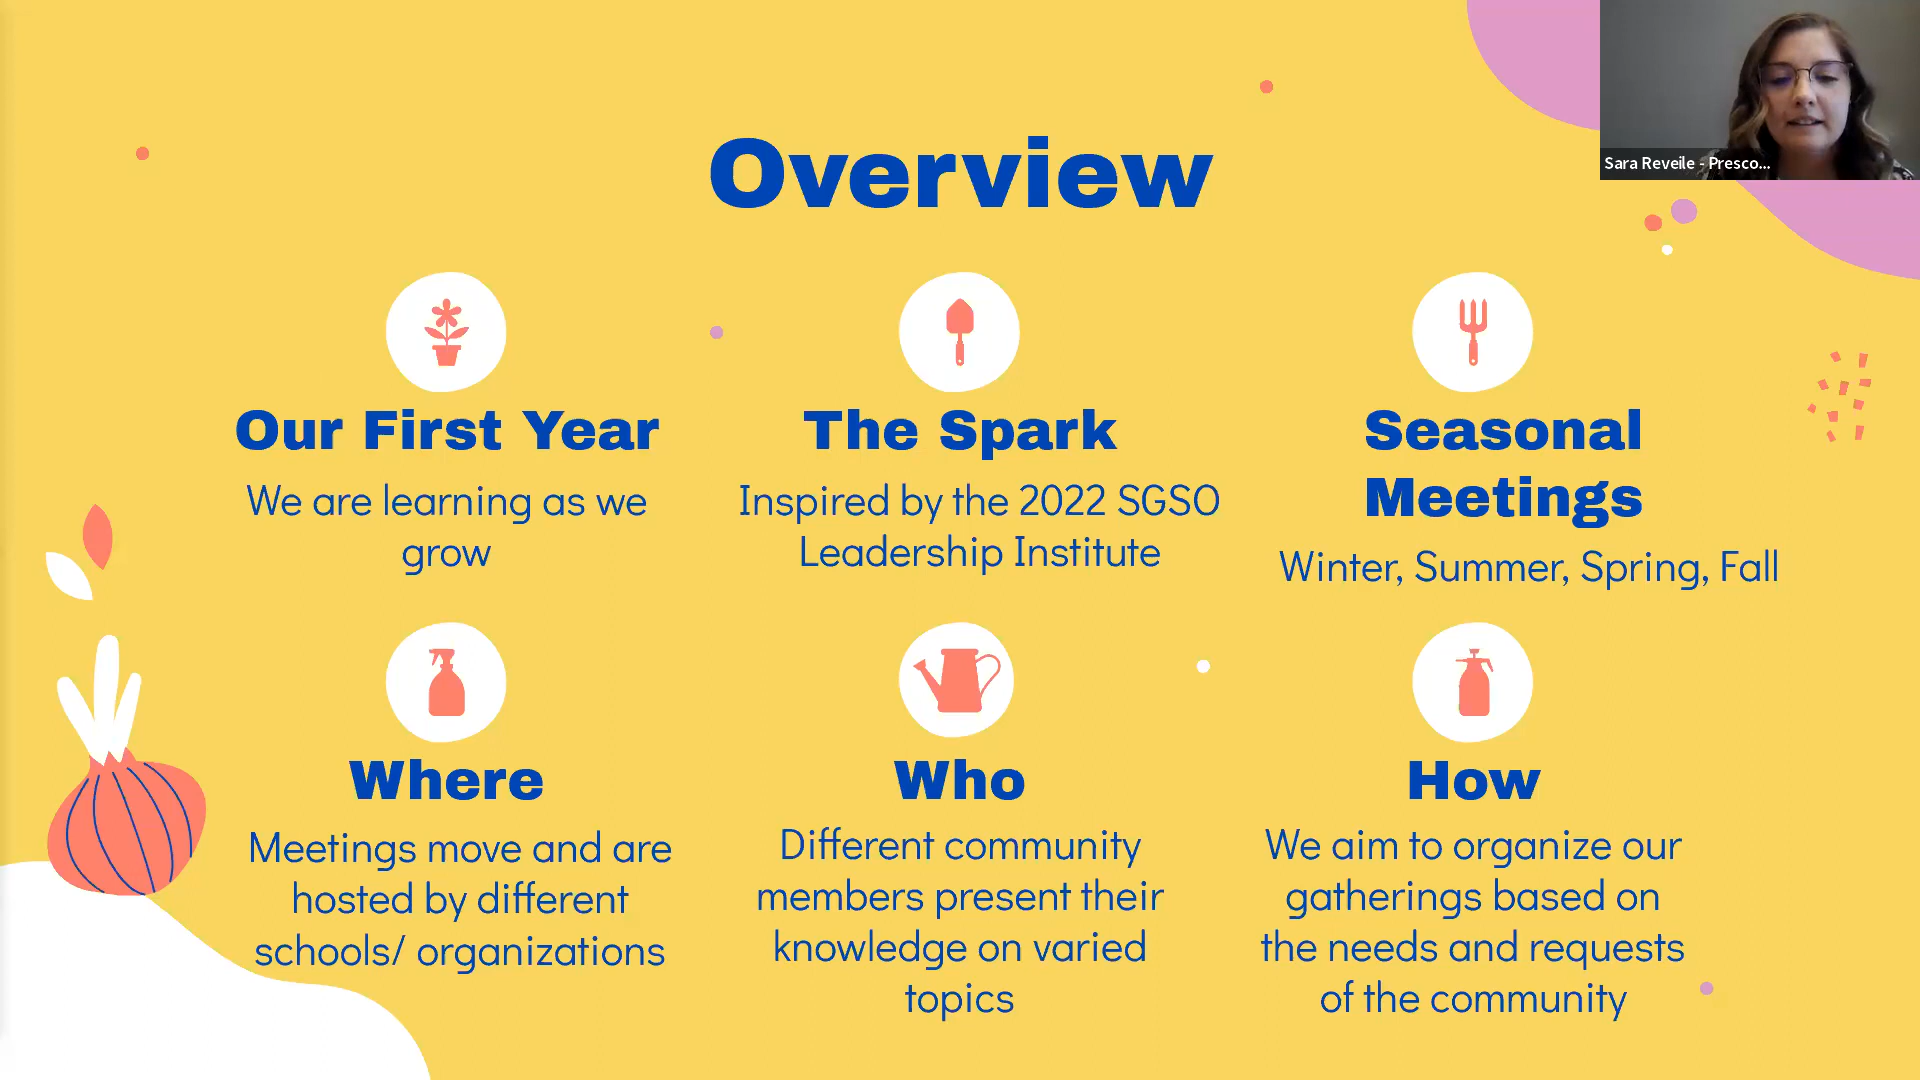 Overview
Sara Reveile - Presco...
Our First Year
We are learning as we
grow
The Spark
Inspired by the 2022 SGSO
Leadership Institute
Seasonal
Meetings
Winter, Summer, Spring, Fall
Where
Meetings move and are
hosted by different
schools/ organizations
Who
Different community
members present their
knowledge on varied
topics
How
We aim to organize our
gatherings based on
the needs and requests
of the community